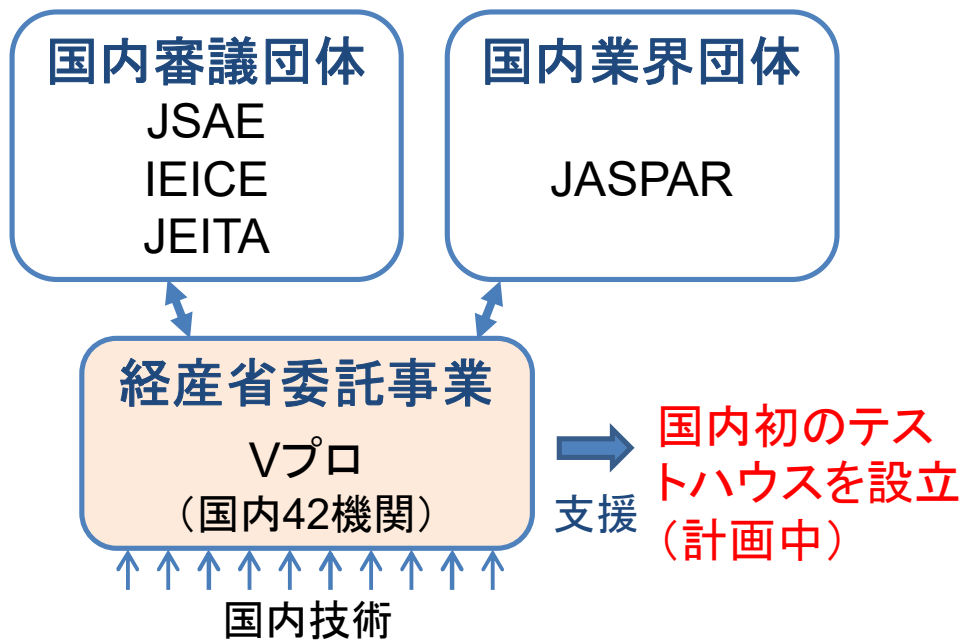 国内審議団体
JSAE
IEICE
JEITA
国内業界団体
JASPAR
経産省委託事業
Vプロ
（国内42機関）
支援
国内初のテス
トハウスを設立
（計画中）
国内技術